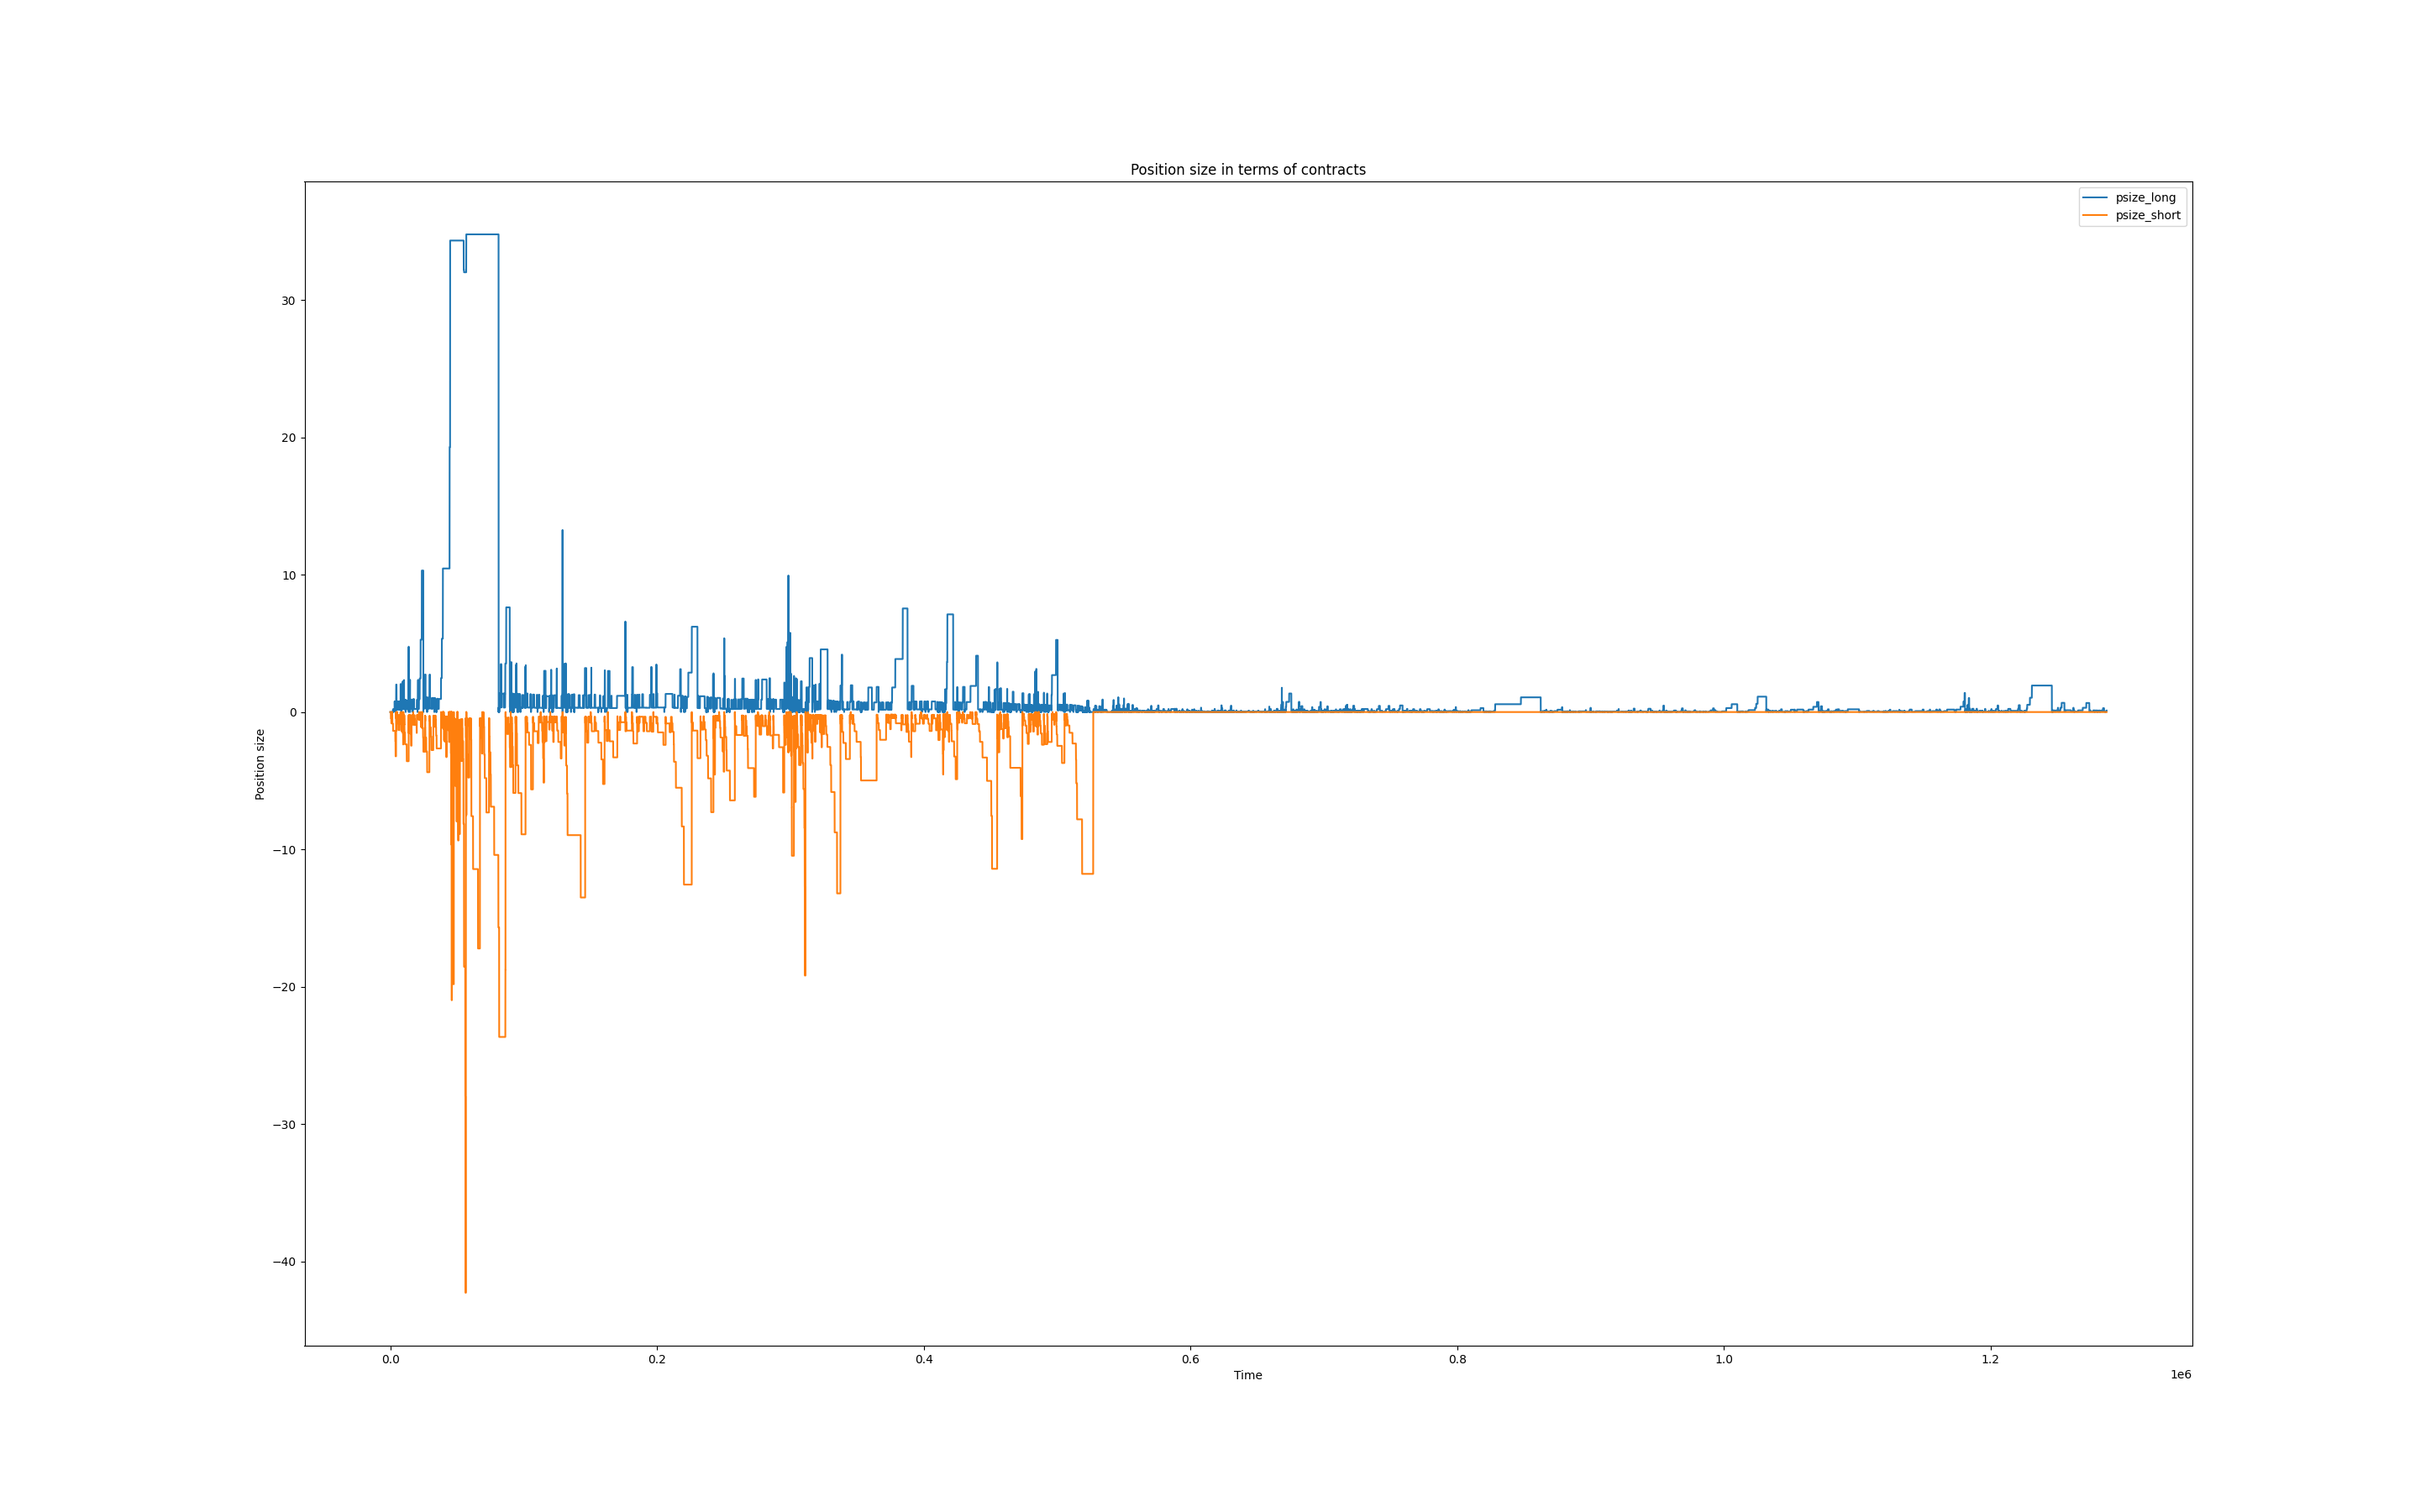 Position size in terms of contracts
psize_long
psize_short
30
20
10
0
−10
−20
−30
−40
Position size
0.0 0.2 0.4 0.6 0.8 1.0 1.2
Time
1e6